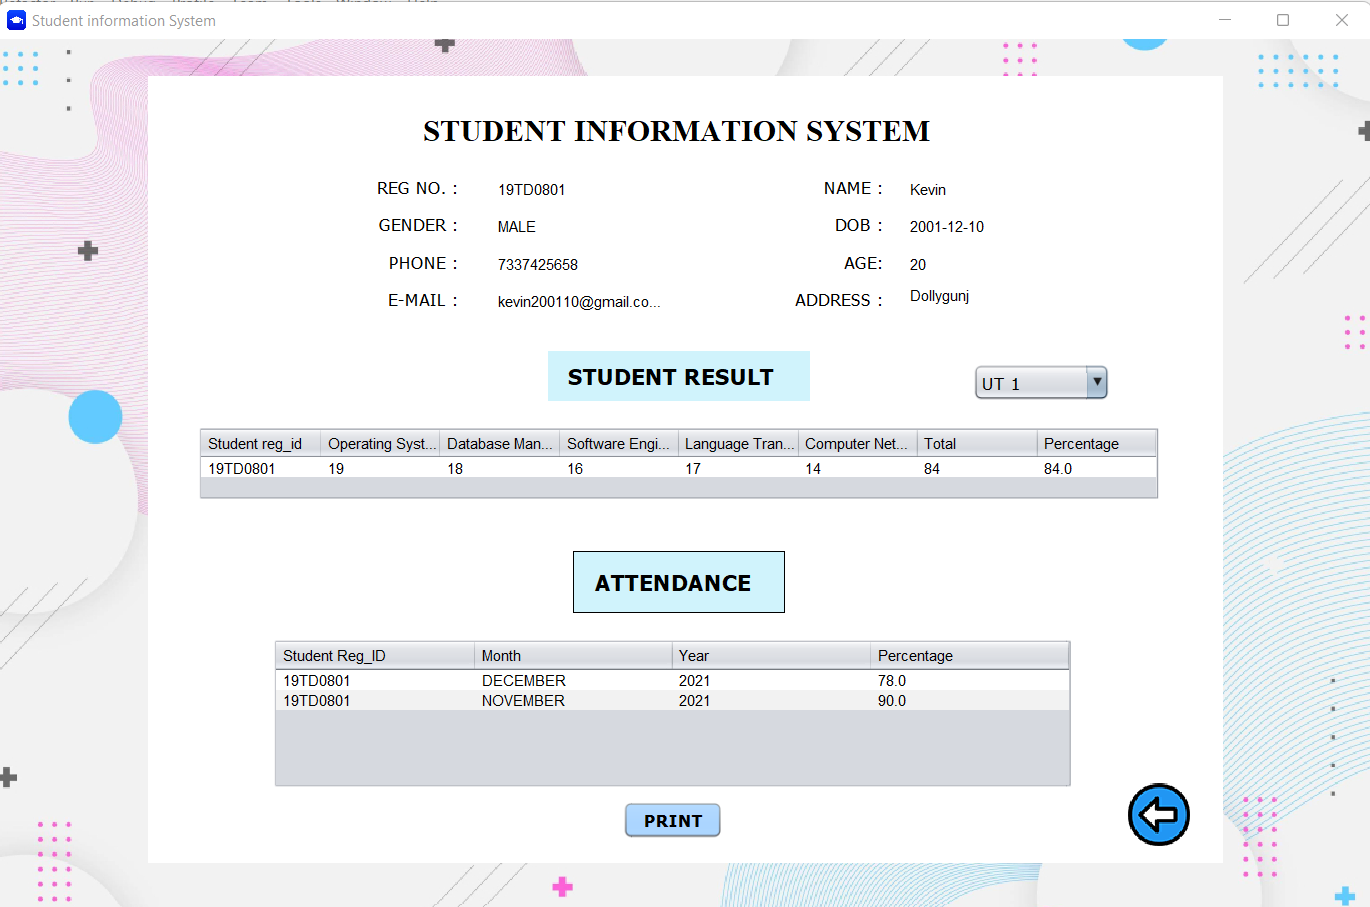 Student information System
STUDENT INFORMATION SYSTEM
REG NO. : 19TD0801 NAME : Kevin
GENDER : MALE DOB : 2001-12-10
PHONE : 7337425658 AGE: 20
E-MAIL : kevin200110@gmail.co... ADDRESS : Dollygunj
STUDENT RESULT
UT 1
Student reg_id Operating Syst... Database Man... Software Engi... Language Tran... Computer Net... Total Percentage
19TD0801 19 18 16 17 14 84 84.0
ATTENDANCE
Student Reg_ID Month Year Percentage
19TD0801 DECEMBER 2021 78.0
19TD0801 NOVEMBER 2021 90.0
PRINT